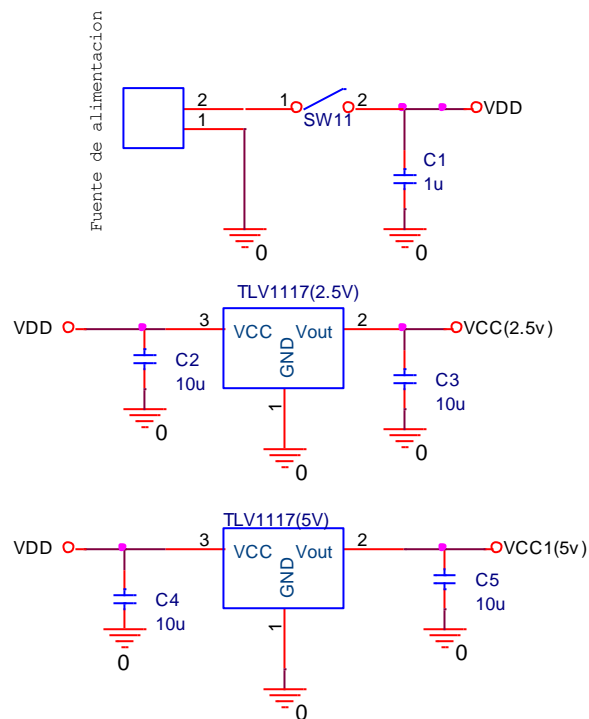 Fuente de alimentacion
2
1
1
2
SW11
VDD
C1
1u
0
TLV1117(2.5V)
VDD
3
VCC
Vout
GND
2
VCC(2.5v)
C2
10u
C3
10u
1
0
0
0
TLV1117(5V)
VDD
3
VCC
Vout
GND
2
VCC1(5v)
C4
10u
C5
10u
1
0
0
0